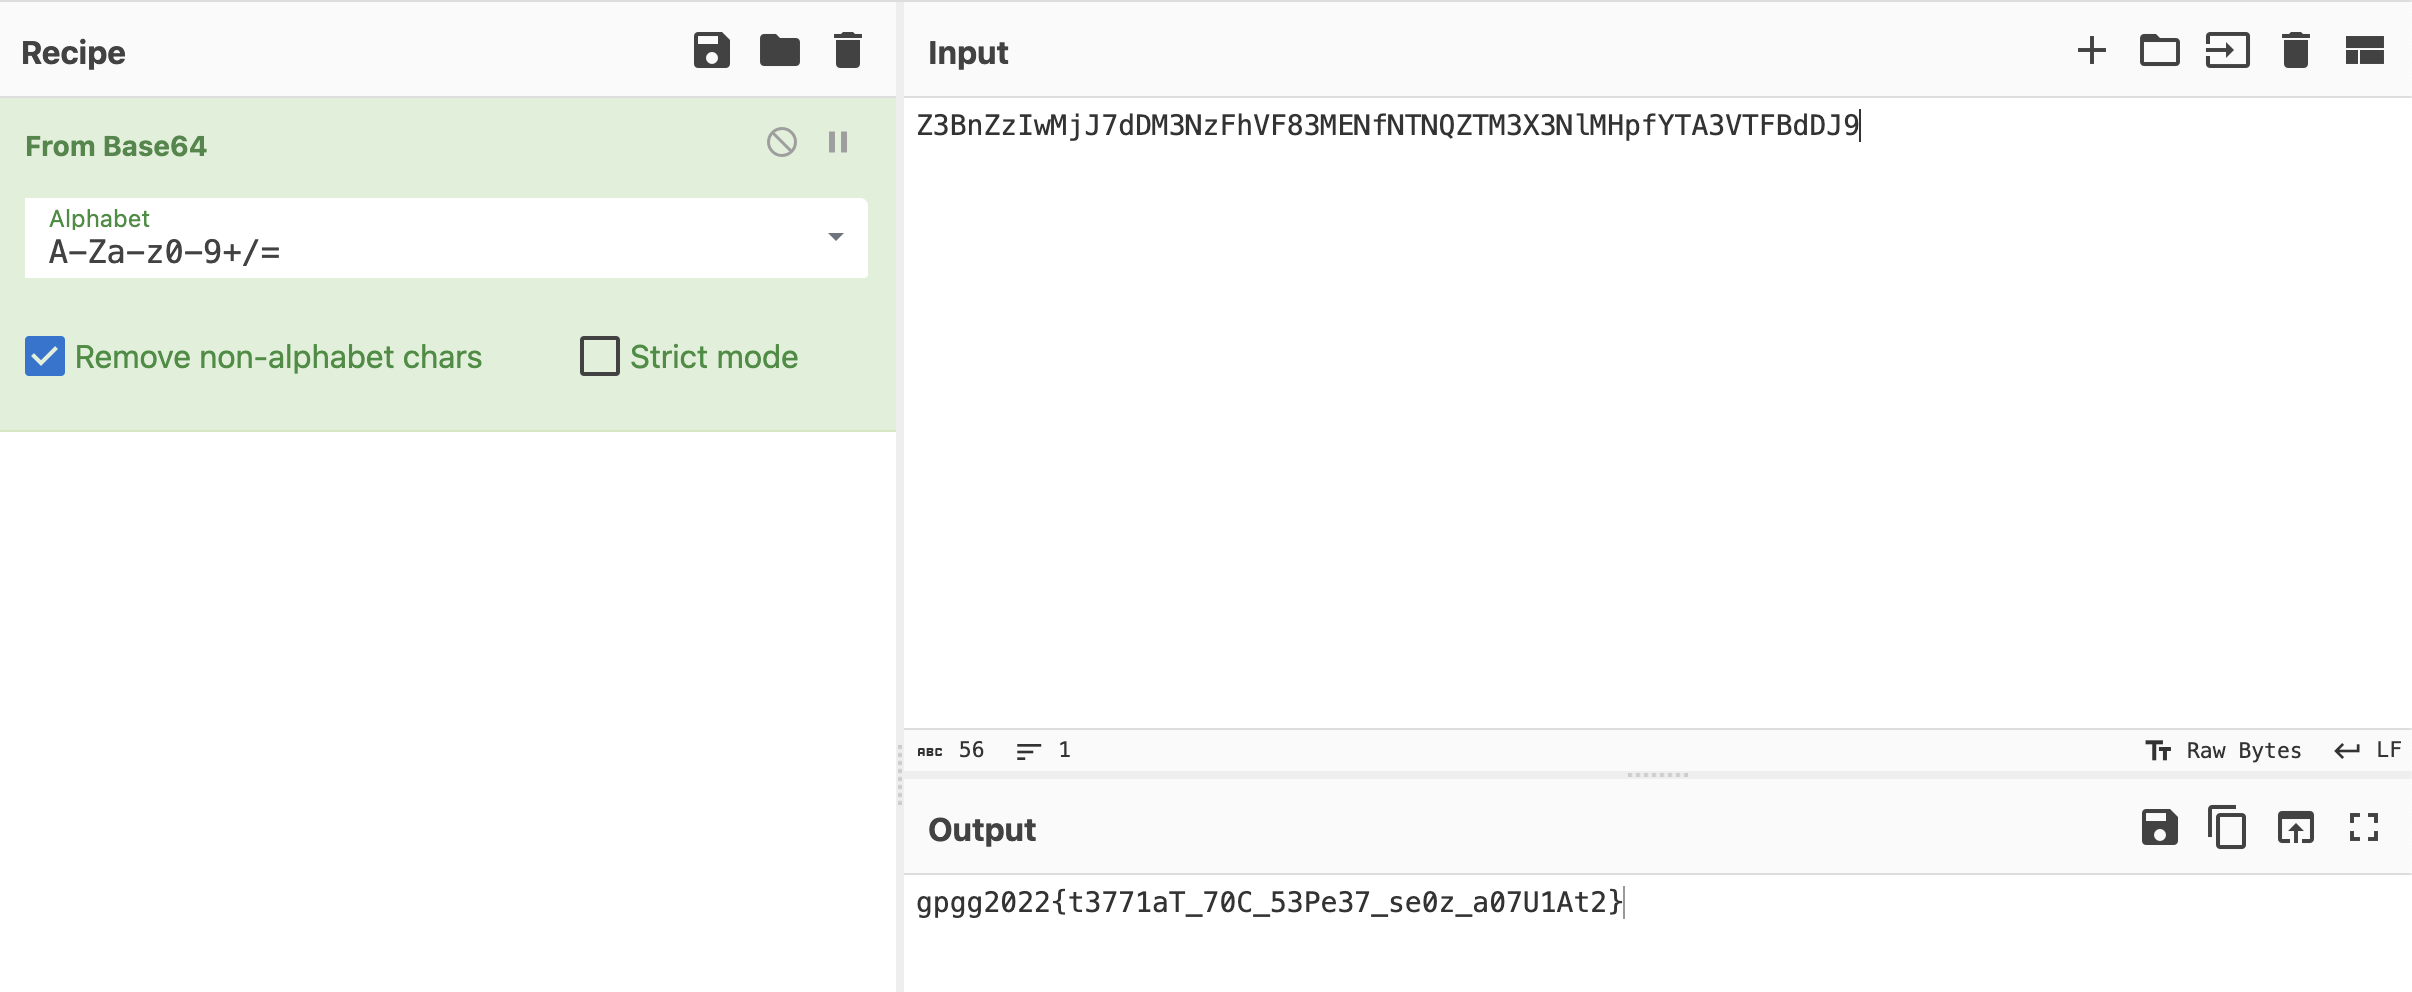 Recipe
From Base64
Alphabet
A-Za-z0-9+/=
Remove non-alphabet chars
Strict mode
Input
Z3BnZzIwMjJ7dDM3NzFhVF83MENfNTNQZTM3X3NlMHpfYTA3VTFBdDJ9
ABC 56 1
Raw Bytes LF
Output
gpgg2022{t3771aT_70C_53Pe37_se0z_a07U1At2}